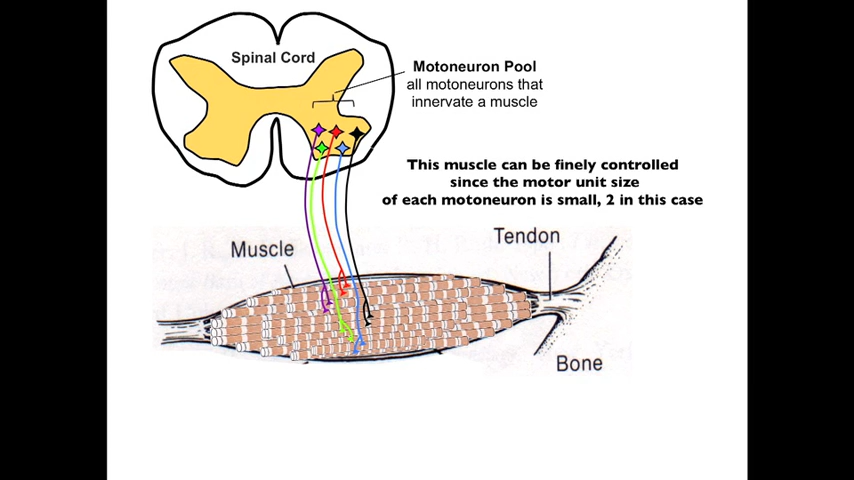 Spinal Cord
Motoneuron Pool
all motoneurons that
innervate a muscle
This muscle can be finely controlled
since the motor unit size
of each motoneuron is small, 2 in this case
Muscle
Tendon
Bone